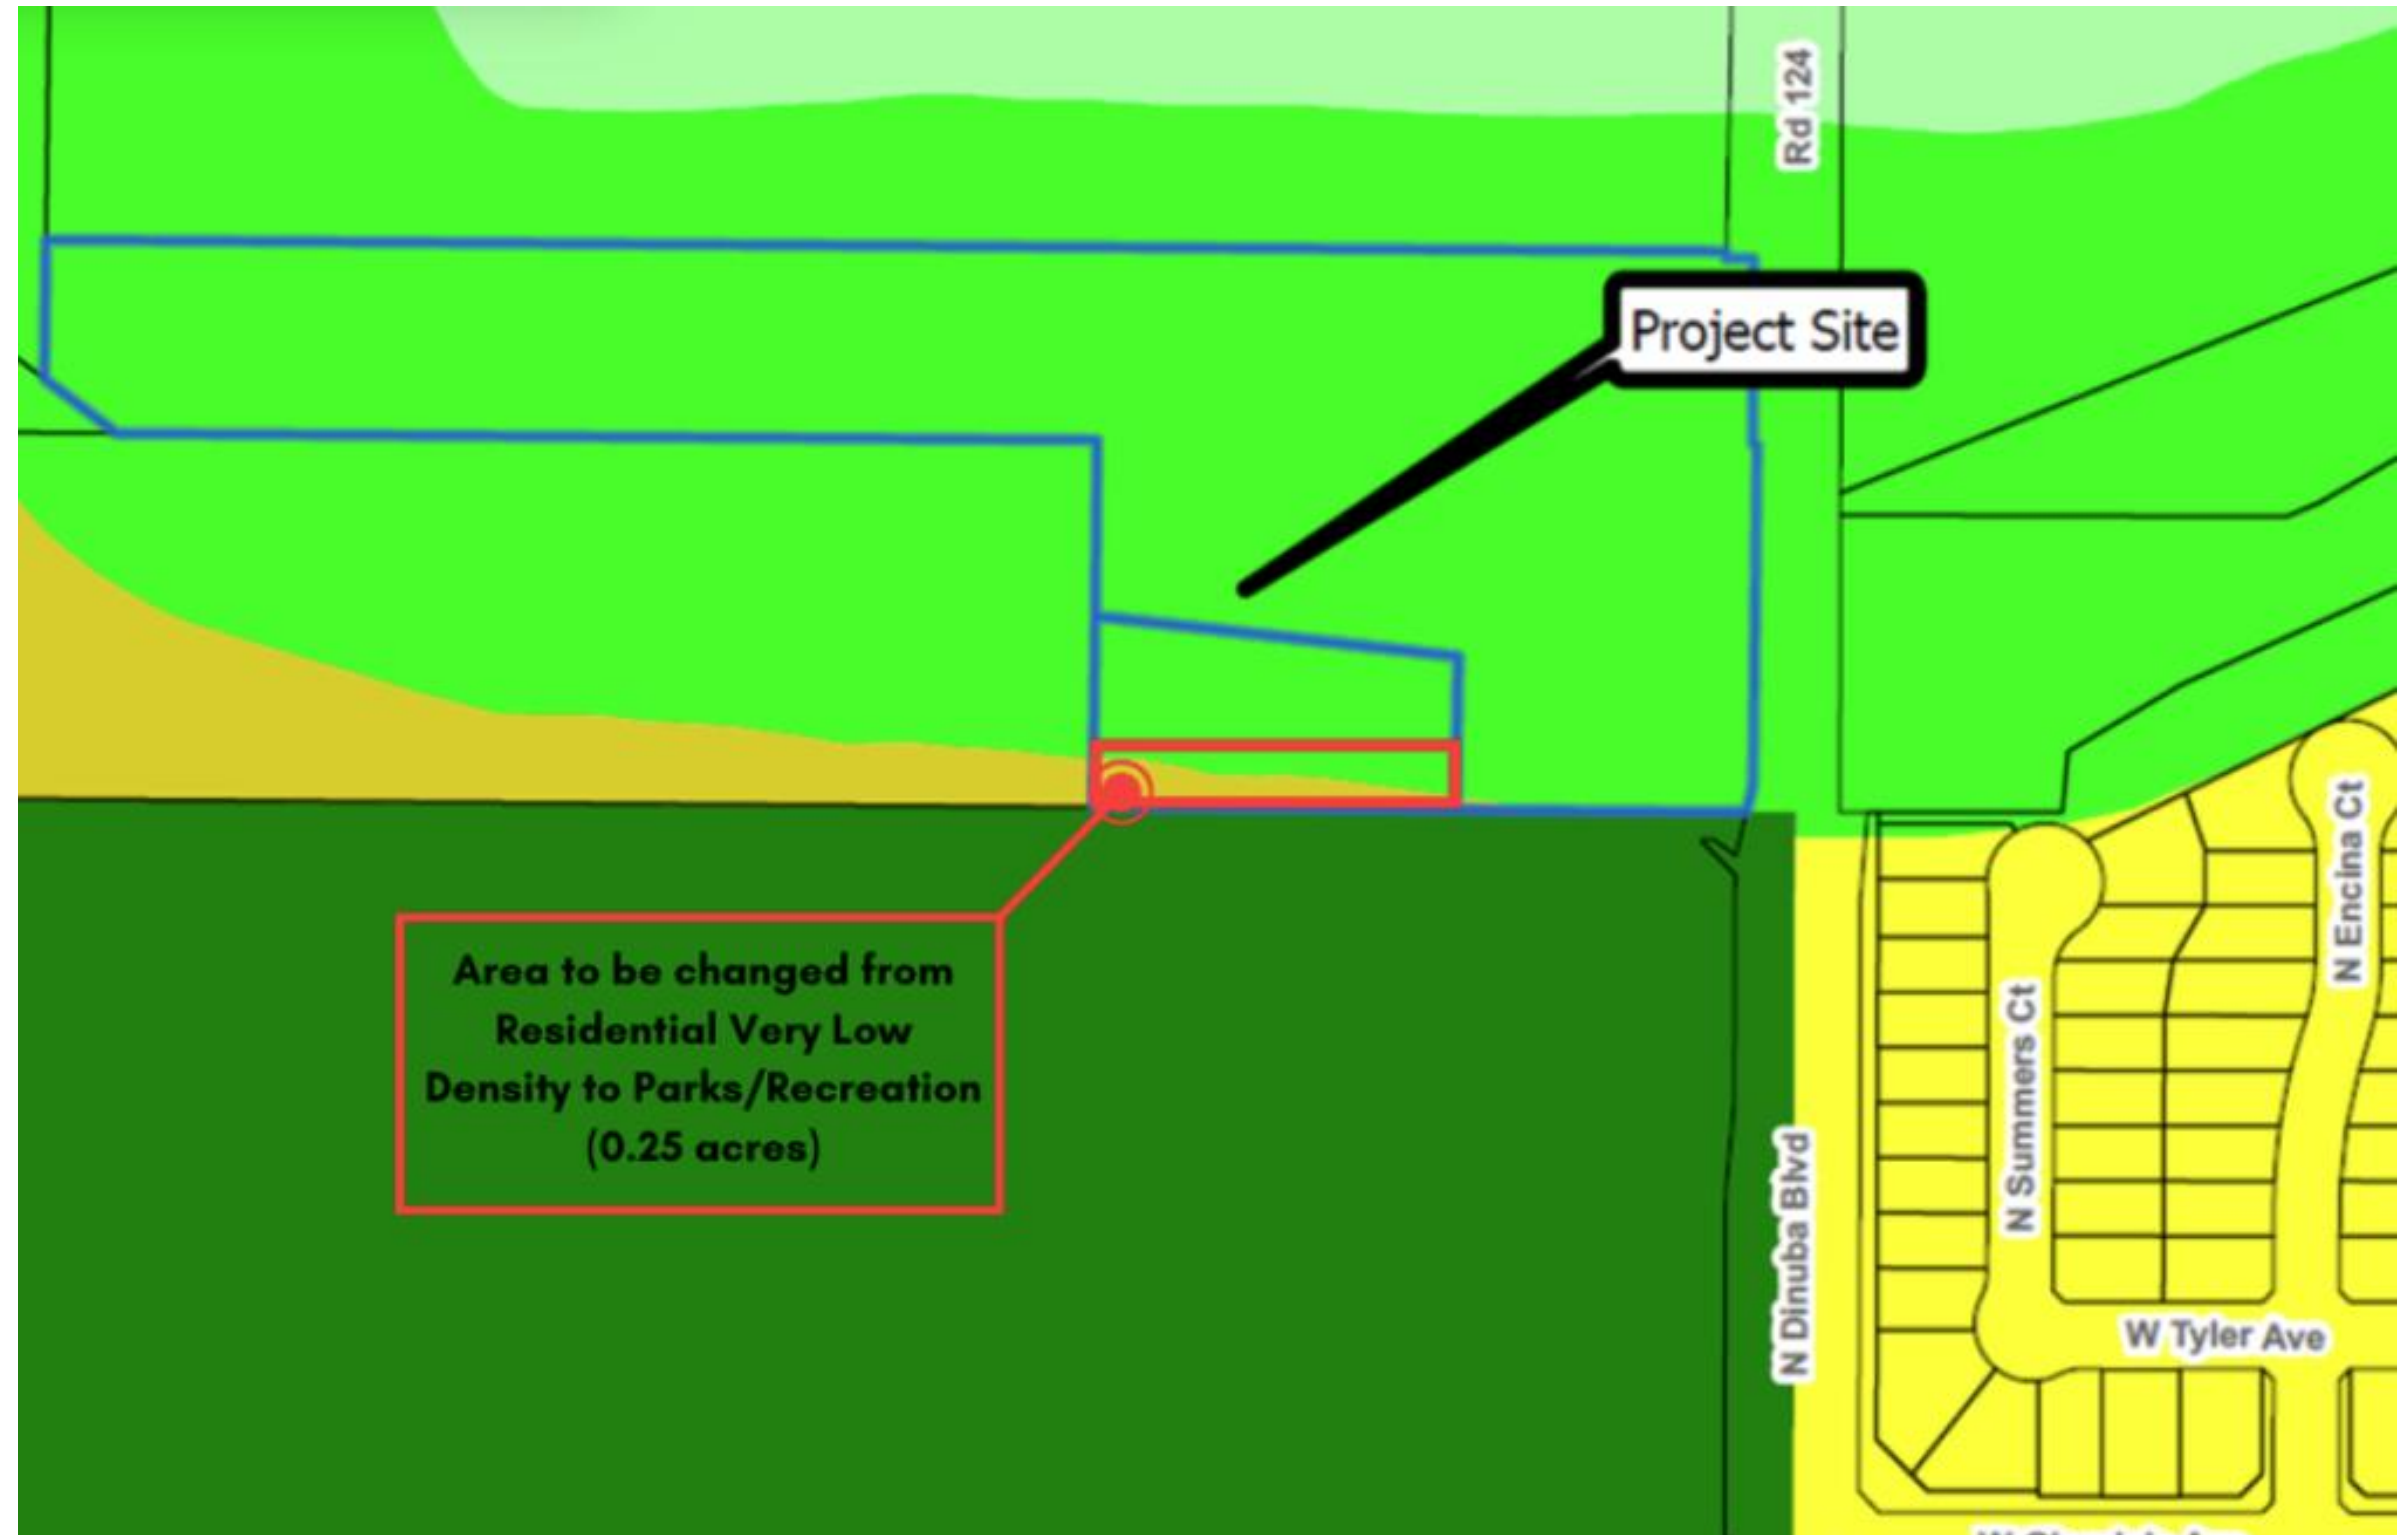 Rd 124
Project Site
Area to be changed from
Residential Very Low
Density to Parks/Recreation
(0.25 acres)
N Encina Ct
N Summers Ct
N Dinuba Blvd
W Tyler Ave